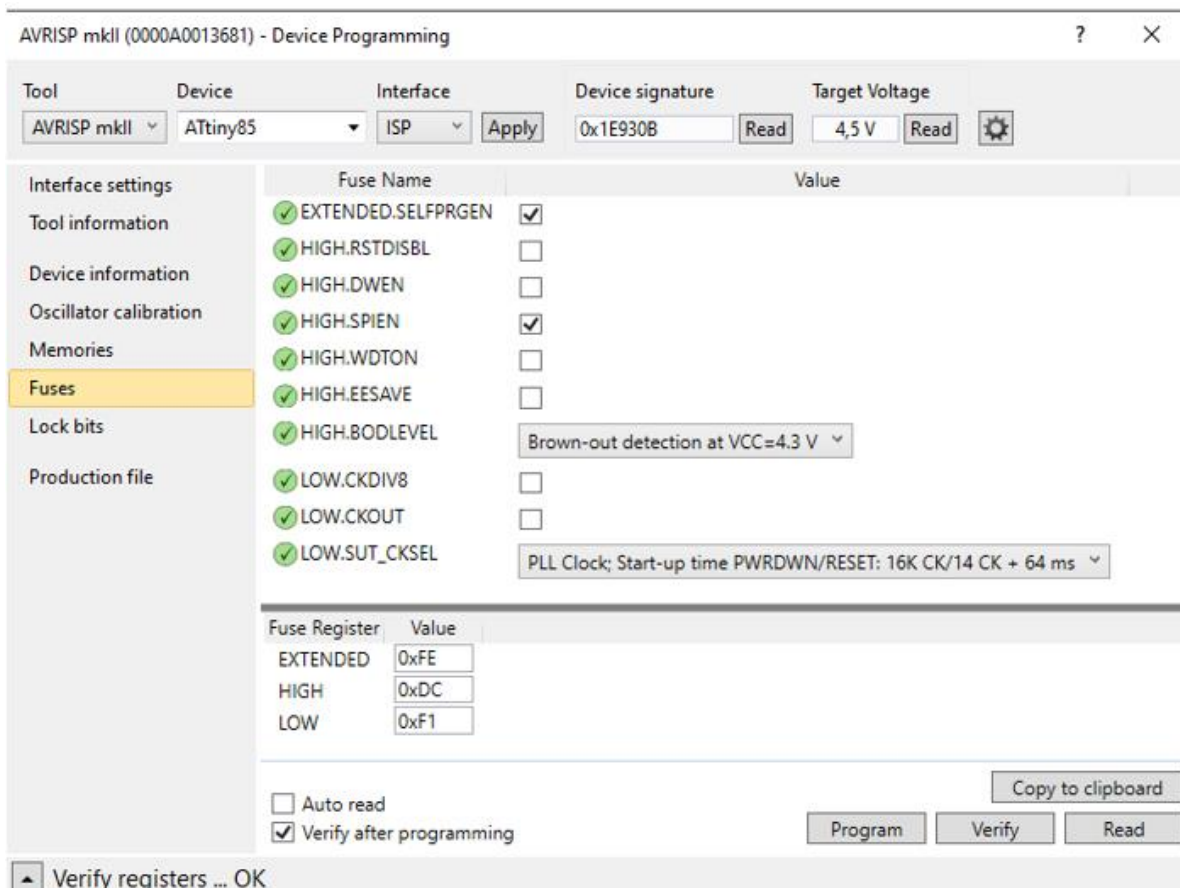 AVRISP mkII (0000A0013681) - Device Programming ?
Tool Device Interface Device signature Target Voltage
AVRISP mkII ATtiny85 ISP Apply 0x1E930B Read 4,5 V Read
Interface settings
Tool information
Device information
Oscillator calibration
Memories
Fuses
Lock bits
Production file
Fuse Name Value
EXTENDED.SELFPRGEN
HIGH.RSTDISBL
HIGH.DWEN
HIGH.SPIEN
HIGH.WDTON
HIGH.EESAVE
HIGH.BODLEVEL Brown-out detection at VCC=4.3 V
LOW.CKDIV8
LOW.CKOUT
LOW.SUT_CKSEL PLL Clock; Start-up time PWRDWN/RESET: 16K CK/14 CK + 64 ms
Fuse Register Value
EXTENDED 0xFE
HIGH 0xDC
LOW 0xF1
Copy to clipboard
Auto read
Verify after programming Program Verify Read
Verify registers ... OK